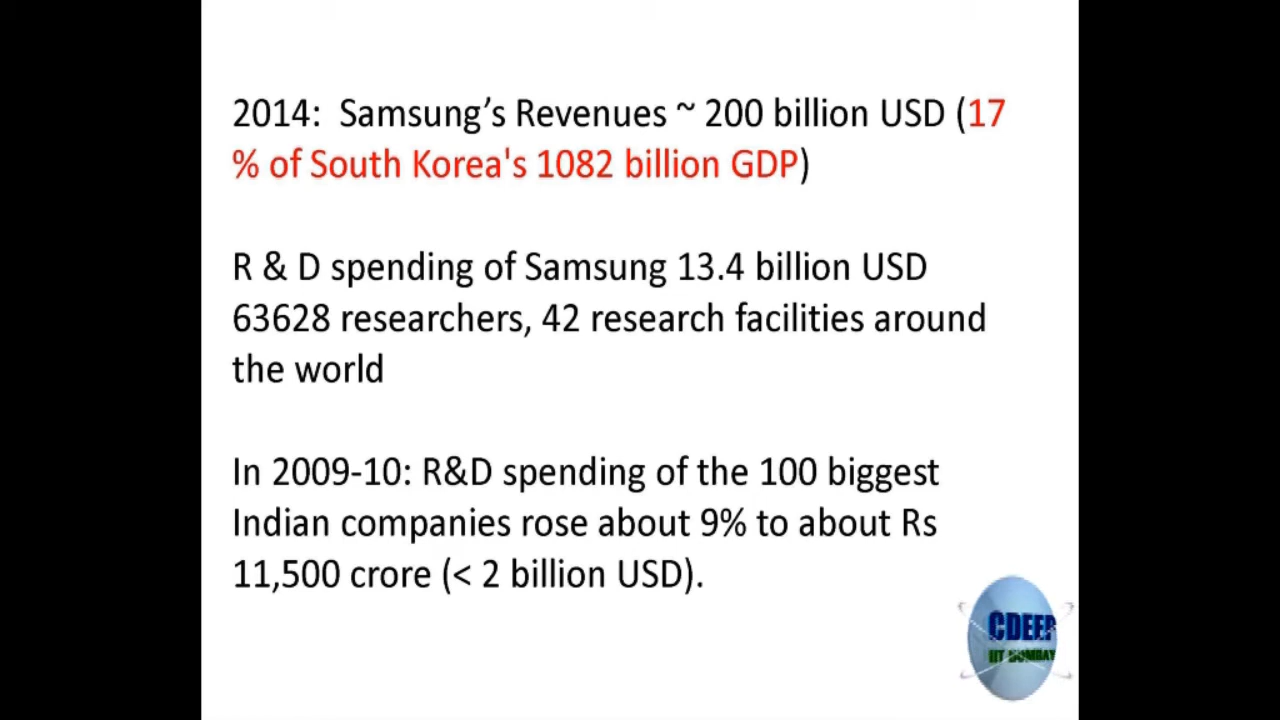 2014:  Samsung’s Revenues ~ 200 billion USD (17
% of South Korea's 1082 billion GDP)
R & D spending of Samsung 13.4 billion USD
63628 researchers, 42 research facilities around
the world
In 2009-10: R&D spending of the 100 biggest
Indian companies rose about 9% to about Rs
11,500 crore (< 2 billion USD).
CDEEP
IIT BOMBAY